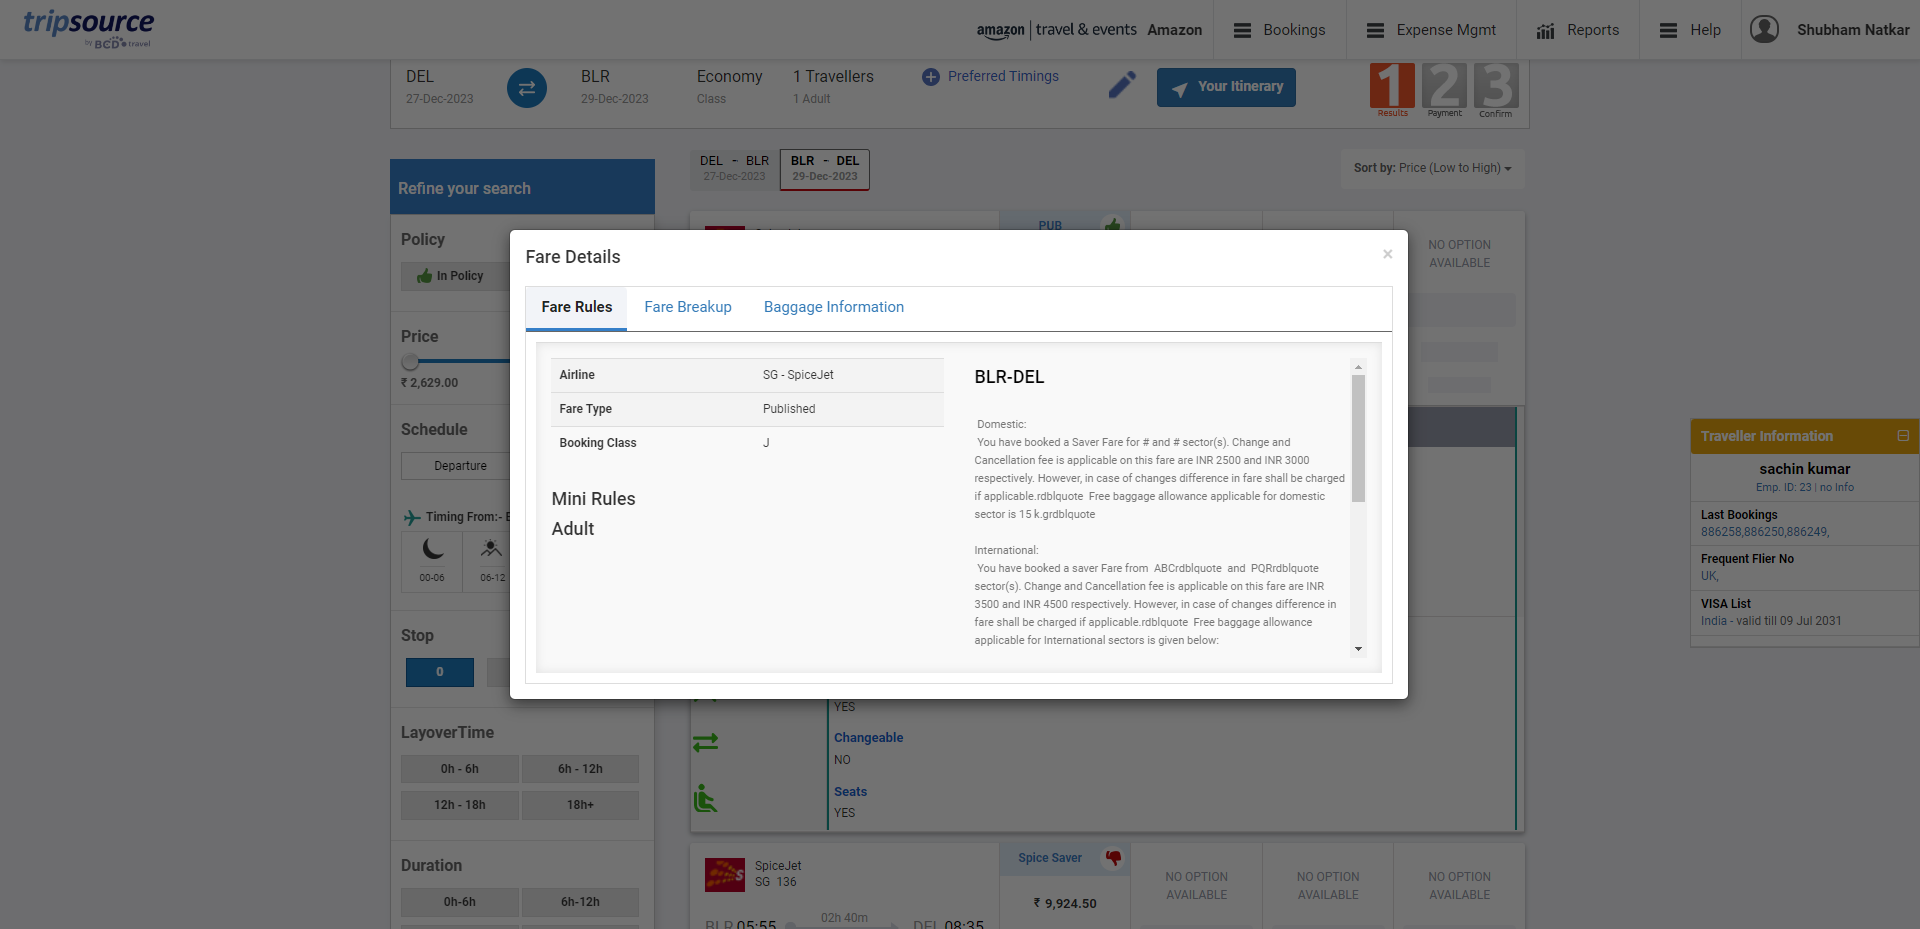 tripsource
by BCD travel
amazon | travel & events Amazon
Bookings
Expense Mgmt
Reports
Help
Shubham Natkar
DEL
27-Dec-2023
BLR
29-Dec-2023
Economy
Class
1 Travellers
1 Adult
Preferred Timings
Your Itinerary
1 2 3
Results Payment Confirm
DEL - BLR
27-Dec-2023
BLR - DEL
29-Dec-2023
Sort by: Price (Low to High)
Refine your search
Policy
In Policy
Price
₹ 2,629.00
Schedule
Departure
Timing From:-
00-06
06-12
Stop
0
LayoverTime
0h - 6h
6h - 12h
12h - 18h
18h+
Duration
0h-6h
6h-12h
PUB
NO OPTION
AVAILABLE
Fare Details
×
Fare Rules
Fare Breakup
Baggage Information
Airline SG - SpiceJet
Fare Type Published
Booking Class J
Mini Rules
Adult
BLR-DEL
Domestic:
You have booked a Saver Fare for # and # sector(s). Change and
Cancellation fee is applicable on this fare are INR 2500 and INR 3000
respectively. However, in case of changes difference in fare shall be charged
if applicable.rdblquote Free baggage allowance applicable for domestic
sector is 15 k.grdblquote
International:
You have booked a saver Fare from ABCrdblquote and PQRrdblquote
sector(s). Change and Cancellation fee is applicable on this fare are INR
3500 and INR 4500 respectively. However, in case of changes difference in
fare shall be charged if applicable.rdblquote Free baggage allowance
applicable for International sectors is given below:
YES
Changeable
NO
Seats
YES
SpiceJet
SG 136
Spice Saver
₹ 9,924.50
NO OPTION
AVAILABLE
NO OPTION
AVAILABLE
NO OPTION
AVAILABLE
BLR 05:55
02h 40m
DEL 08:35
Traveller Information
sachin kumar
Emp. ID: 23 | no Info
Last Bookings
886258,886250,886249,
Frequent Flier No
UK,
VISA List
India - valid till 09 Jul 2031